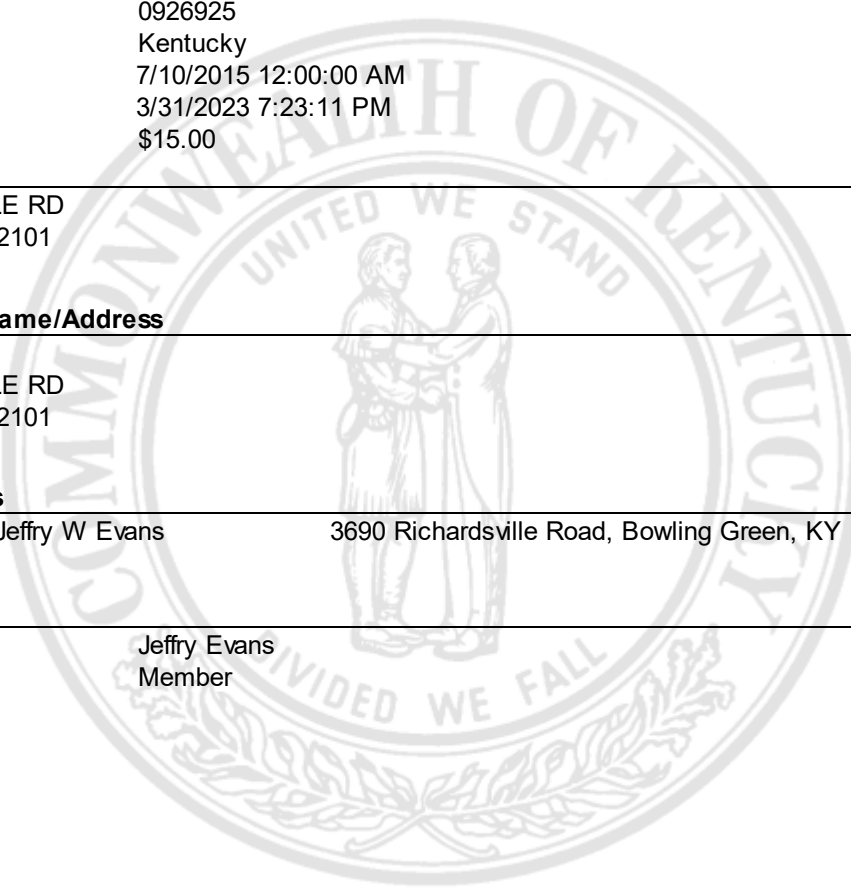 0926925
Kentucky
7/10/2015 12:00:00 AM
3/31/2023 7:23:11 PM
$15.00
RD
2101
ame/Address
RD
2101
s
Jeffry W Evans 3690 Richardsville Road, Bowling Green, KY
Jeffry Evans
Member
COMMONWEALTH OF KENTUCKY
UNITED WE STAND
DIVIDED WE FALL